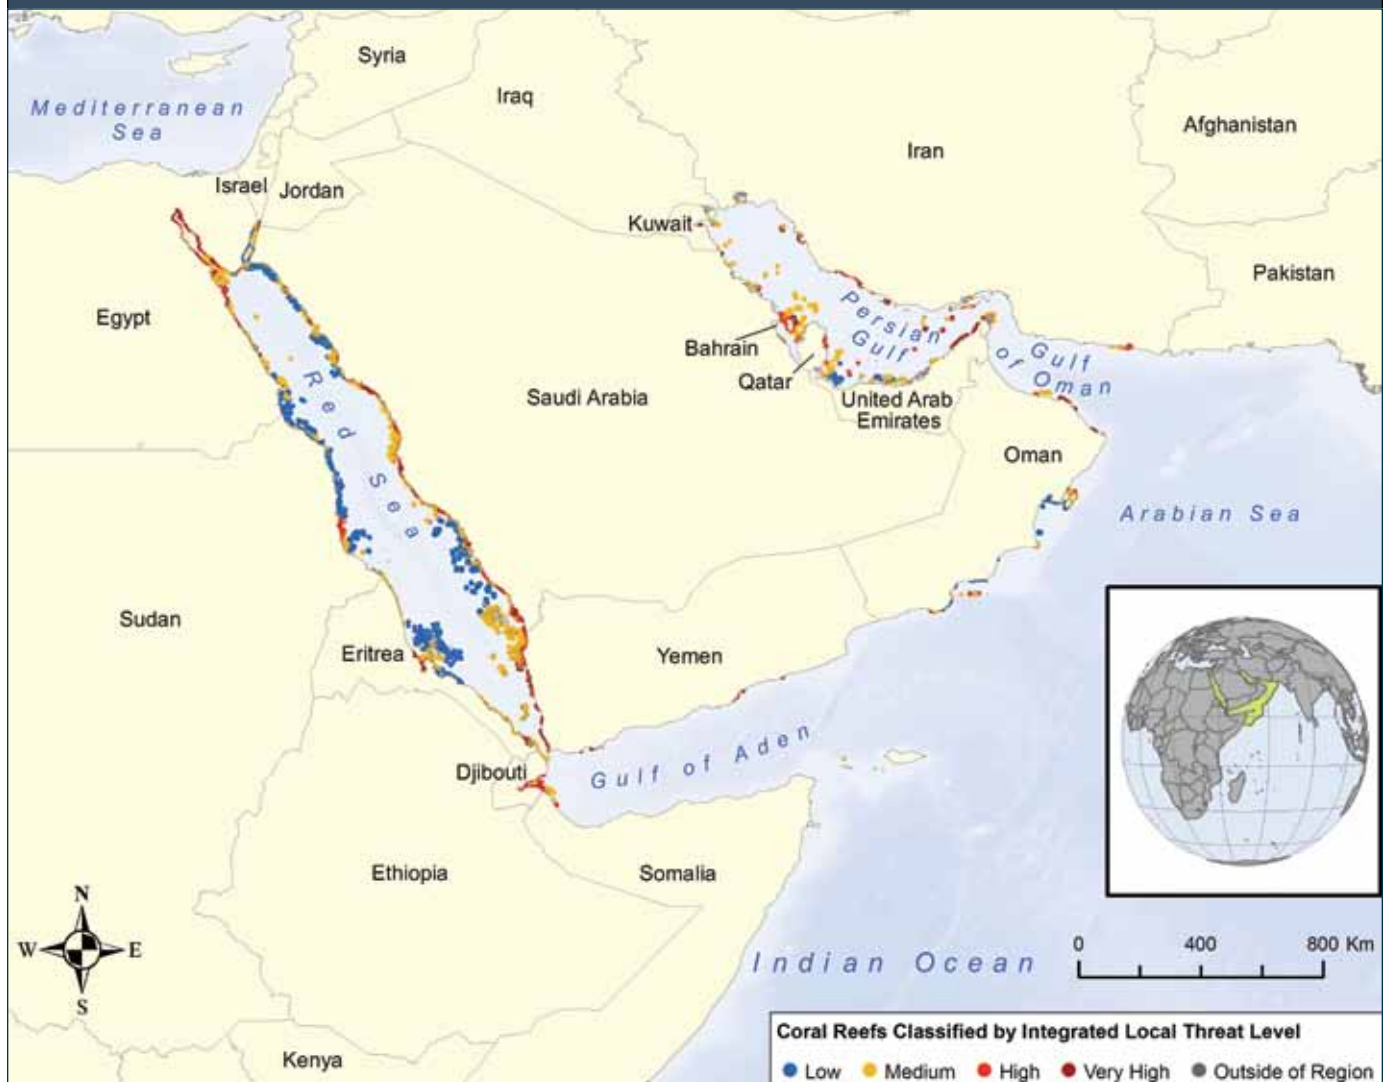 Syria
Mediterranean
Sea
Iraq
Afghanistan
Iran
Israel
Jordan
Kuwait
Pakistan
Egypt
Persian
Gulf
Bahrain
Qatar
Gulf
of
Oman
Red Sea
Saudi Arabia
United Arab
Emirates
Oman
Arabian Sea
Sudan
Eritrea
Yemen
Djibouti
Gulf of Aden
Ethiopia
Somalia
N
W
E
S
0 400 800 Km
Indian Ocean
Kenya
Coral Reefs Classified by Integrated Local Threat Level
Low Medium High Very High Outside of Region